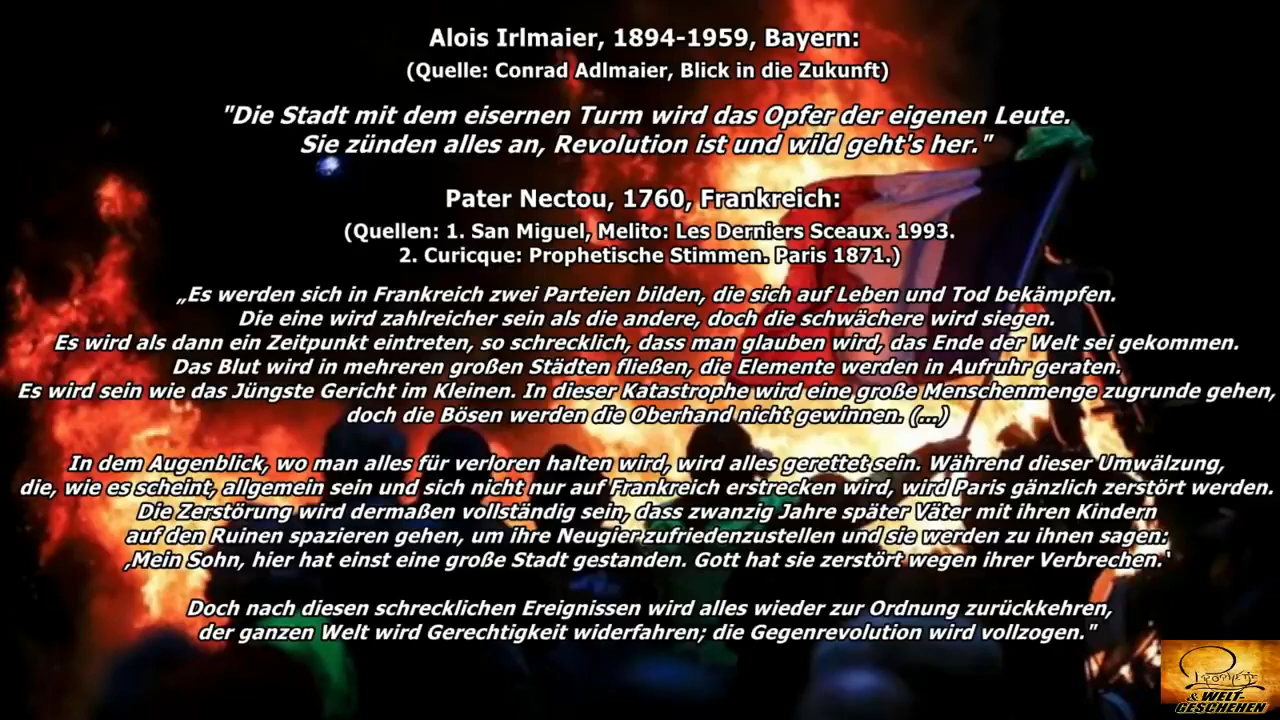 Alois Irlmaier, 1894-1959, Bayern:
(Quelle: Conrad Adlmaier, Blick in die Zukunft)
"Die Stadt mit dem eisernen Turm wird das Opfer der eigenen Leute.
Sie zünden alles an, Revolution ist und wild geht's her."
Pater Nectou, 1760, Frankreich:
(Quellen: 1. San Miguel, Melito: Les Derniers Sceaux. 1993.
2. Curicque: Prophetische Stimmen. Paris 1871.)
„Es werden sich in Frankreich zwei Parteien bilden, die sich auf Leben und Tod bekämpfen.
Die eine wird zahlreicher sein als die andere, doch die schwächere wird siegen.
Es wird als dann ein Zeitpunkt eintreten, so schrecklich, dass man glauben wird, das Ende der Welt sei gekommen.
Das Blut wird in mehreren großen Städten fließen, die Elemente werden in Aufruhr geraten.
Es wird sein wie das Jüngste Gericht im Kleinen. In dieser Katastrophe wird eine große Menschenmenge zugrunde gehen,
doch die Bösen werden die Oberhand nicht gewinnen. (...)
In dem Augenblick, wo man alles für verloren halten wird, wird alles gerettet sein. Während dieser Umwälzung,
die, wie es scheint, allgemein sein und sich nicht nur auf Frankreich erstrecken wird, wird Paris gänzlich zerstört werden.
Die Zerstörung wird dermaßen vollständig sein, dass zwanzig Jahre später Väter mit ihren Kindern
auf den Ruinen spazieren gehen, um ihre Neugier zufriedenzustellen und sie werden zu ihnen sagen:
‚Mein Sohn, hier hat einst eine große Stadt gestanden. Gott hat sie zerstört wegen ihrer Verbrechen.'
Doch nach diesen schrecklichen Ereignissen wird alles wieder zur Ordnung zurückkehren,
der ganzen Welt wird Gerechtigkeit widerfahren; die Gegenrevolution wird vollzogen."
& WELT-
GESCHEHEN